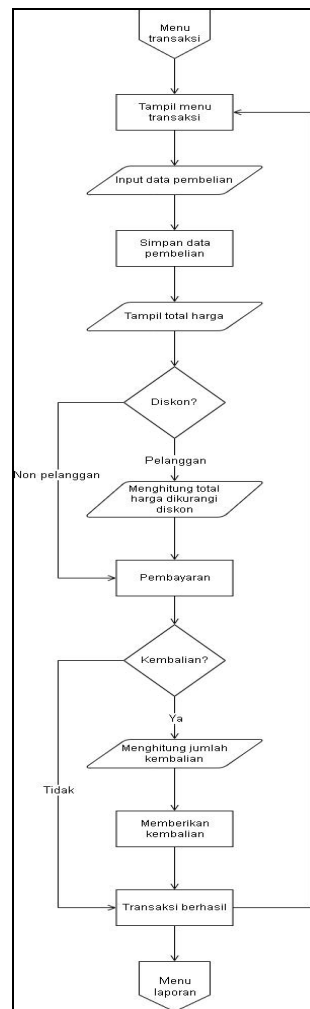 Menu
transaksi
Tampil menu
transaksi
Input data pembelian
Simpan data
pembelian
Tampil total harga
Diskon?
Non pelanggan
Pelanggan
Menghitung total
harga dikurangi
diskon
Pembayaran
Kembalian?
Ya
Menghitung jumlah
kembalian
Tidak
Memberikan
kembalian
Transaksi berhasil
Menu
laporan